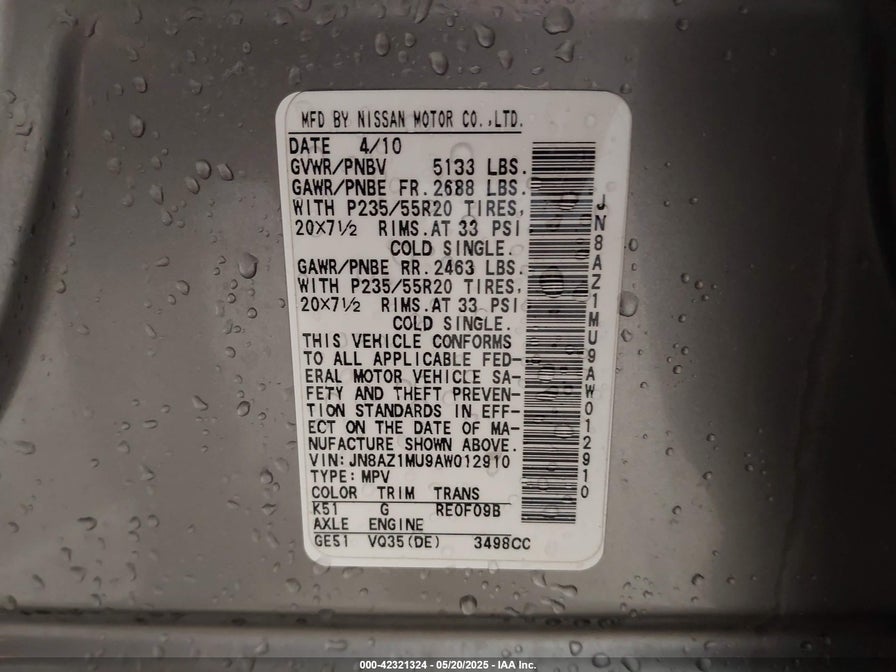 MFD BY NISSAN MOTOR CO.,LTD.
DATE 4/10
GVWR/PNBV 5133 LBS.
GAWR/PNBE FR. 2688 LBS.
WITH P235/55R20 TIRES,
20X7½ RIMS.AT 33 PSI
COLD SINGLE.
GAWR/PNBE RR. 2463 LBS.
WITH P235/55R20 TIRES,
20X7½ RIMS.AT 33 PSI
COLD SINGLE.
THIS VEHICLE CONFORMS
TO ALL APPLICABLE FED-
ERAL MOTOR VEHICLE SA-
FETY AND THEFT PREVEN-
TION STANDARDS IN EFF-
ECT ON THE DATE OF MA-
NUFACTURE SHOWN ABOVE.
VIN:JN8AZ1MU9AW012910
TYPE:MPV
COLOR TRIM TRANS
K51 G RE0F09B
AXLE ENGINE
GE51 VQ35(DE) 3498CC
JN8AZ1MU9AW012910
000-42321324 - 05/20/2025 - IAA Inc.